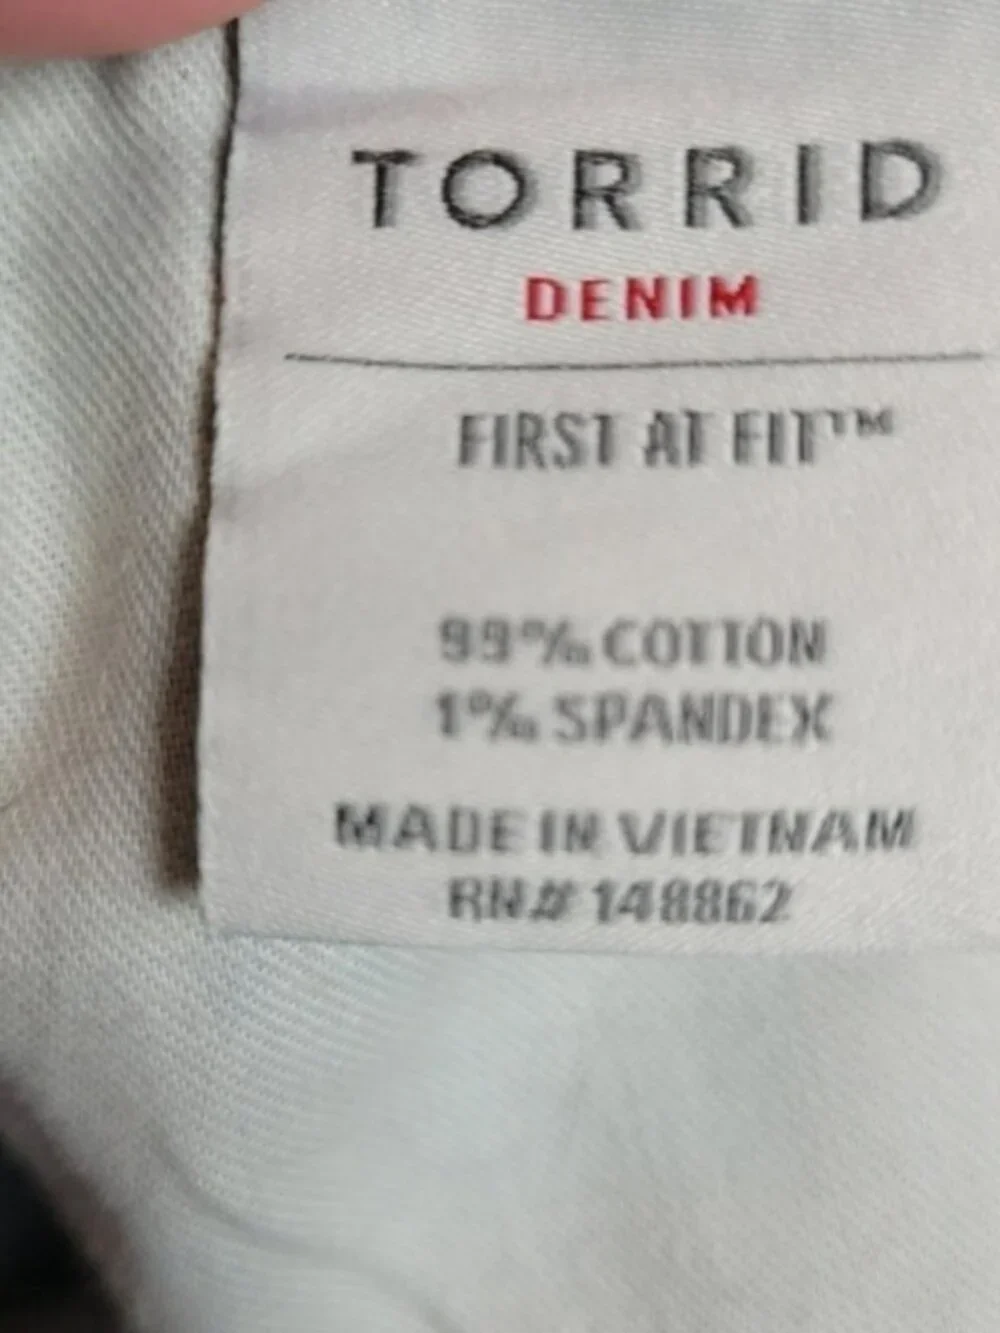 TORRID
DENIM
FIRST AT FIT™
99% COTTON
1% SPANDEX
MADE IN VIETNAM
RN# 148862